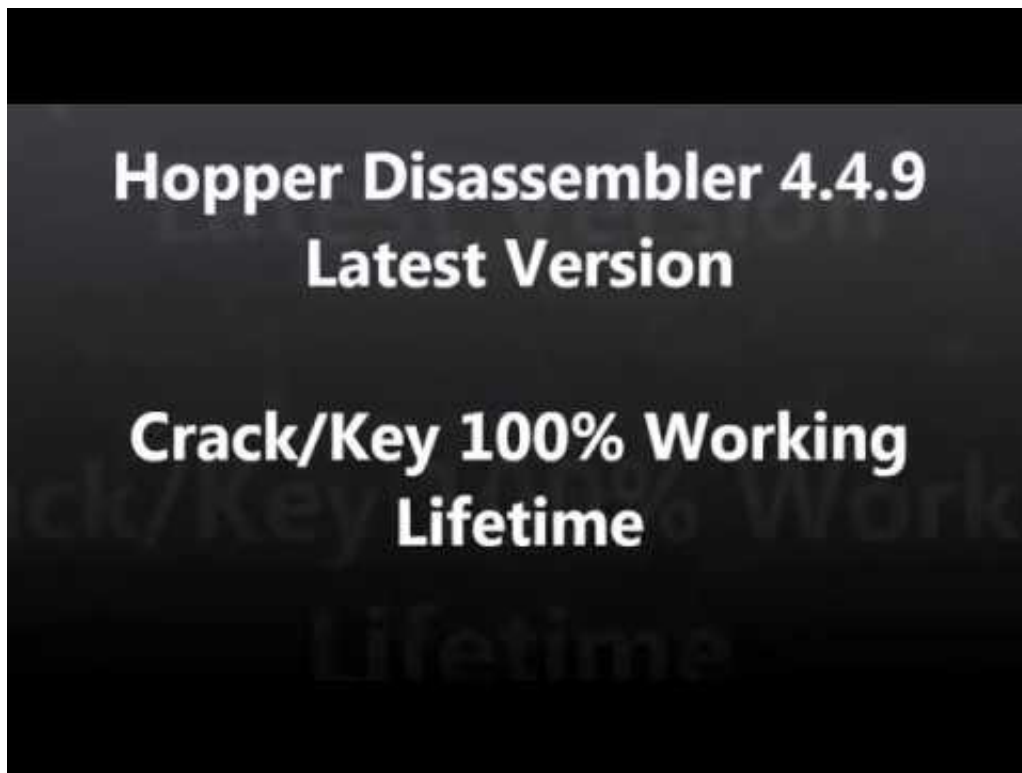 Hopper Disassembler 4.4.9
Latest Version
Crack/Key 100% Working
Lifetime